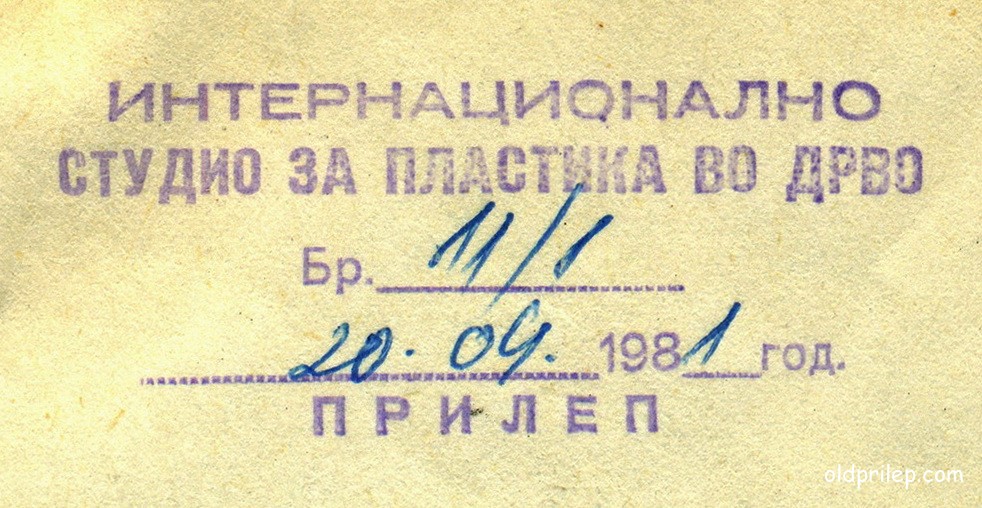 ИНТЕРНАЦИОНАЛНО
СТУДИО ЗА ПЛАСТИКА ВО ДРВО
Бр. 11/1
20. 04. 1981 год.
ПРИЛЕП
oldprilep.com